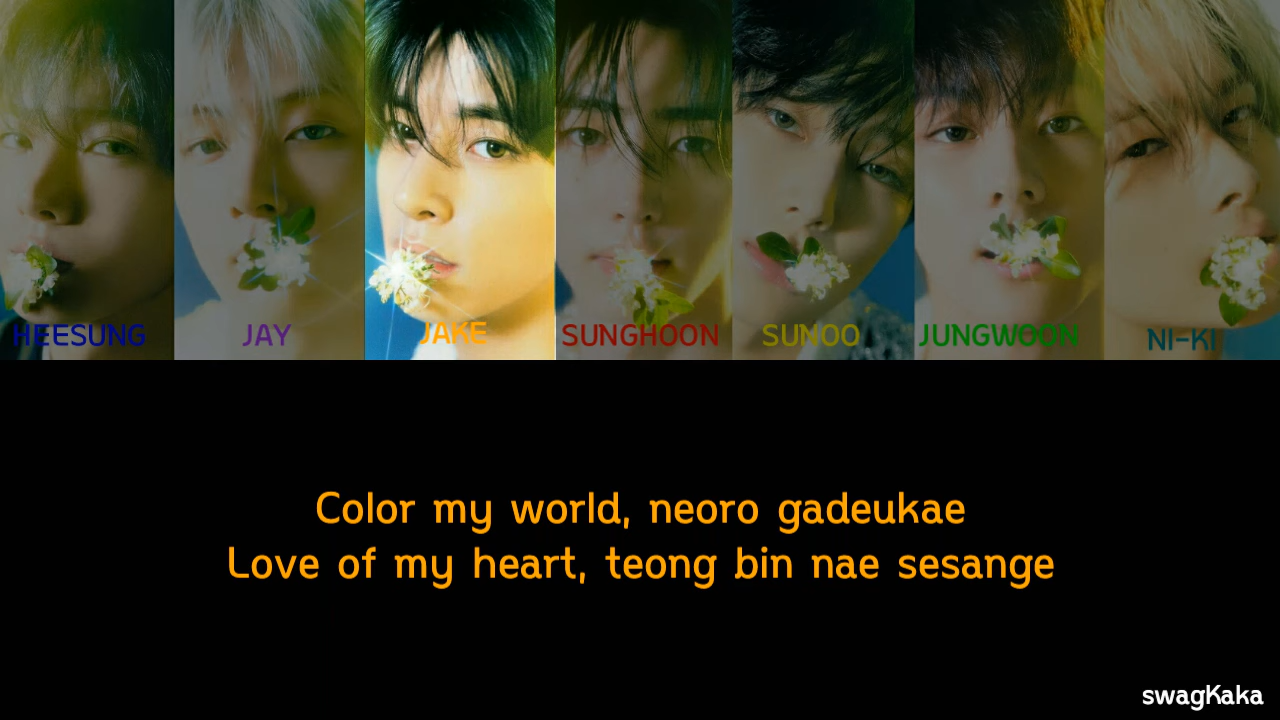 HEESUNG JAY JAKE SUNGHOON SUNOO JUNGWOON NI-KI
Color my world, neoro gadeukae
Love of my heart, teong bin nae sesange
swagKaka